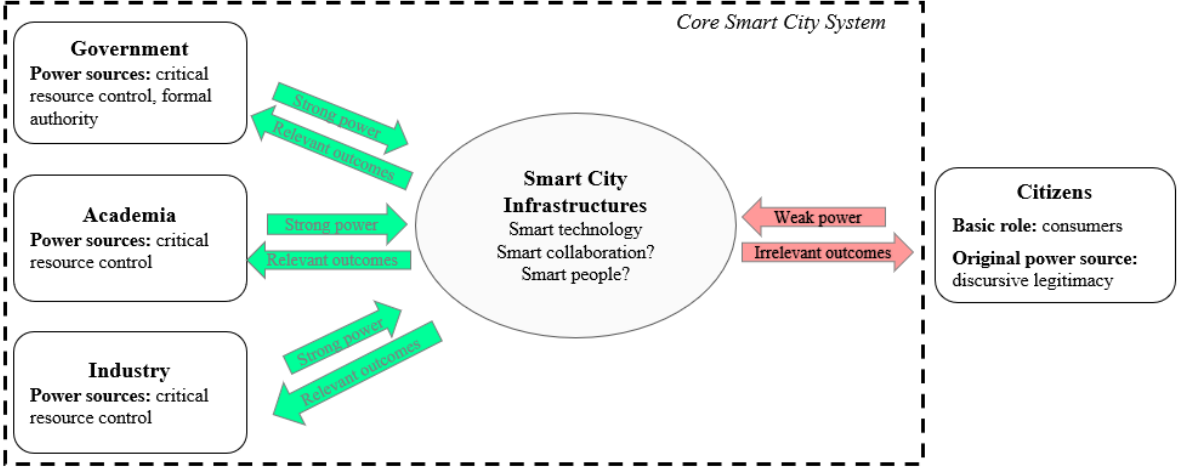 Core Smart City System
Government
Power sources: critical
resource control, formal
authority
Strong power
Relevant outcomes
Academia
Power sources: critical
resource control
Strong power
Relevant outcomes
Industry
Power sources: critical
resource control
Strong power
Relevant outcomes
Smart City
Infrastructures
Smart technology
Smart collaboration?
Smart people?
Weak power
Irrelevant outcomes
Citizens
Basic role: consumers
Original power source:
discursive legitimacy